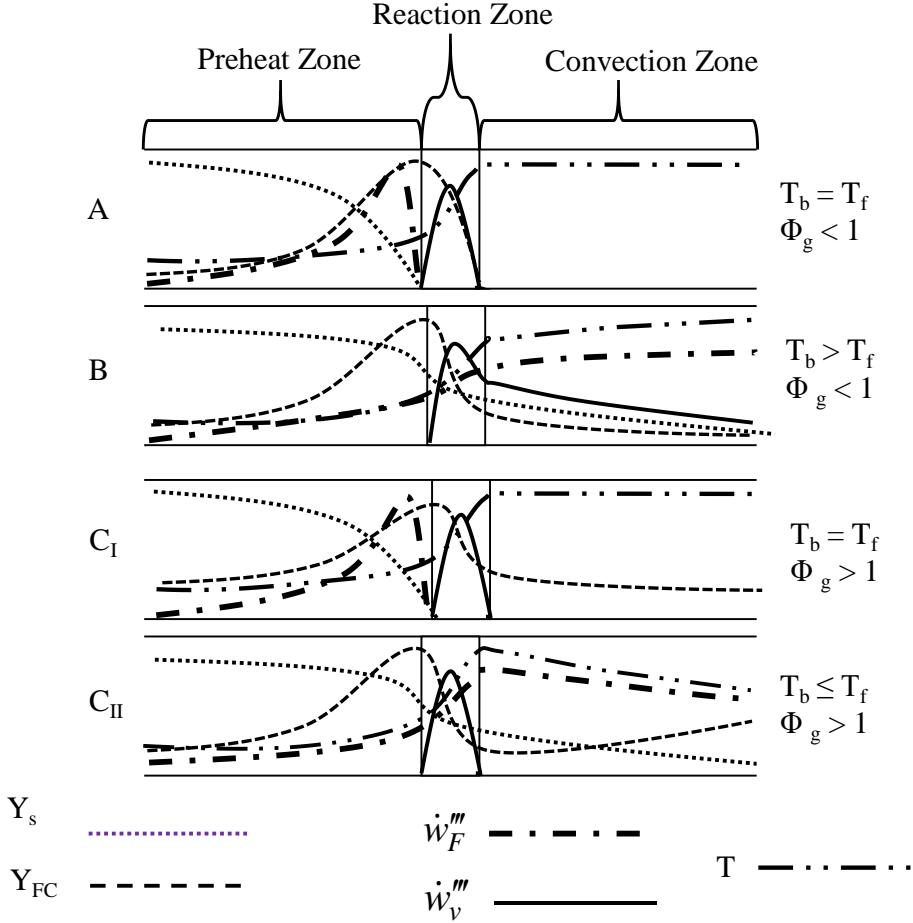 Reaction Zone
Preheat Zone
Convection Zone
A
T_b = T_f
Φ_g < 1
B
T_b > T_f
Φ_g < 1
C_I
T_b = T_f
Φ_g > 1
C_II
T_b ≤ T_f
Φ_g > 1
Y_s
ẇ‴_F
T
Y_FC
ẇ‴_v